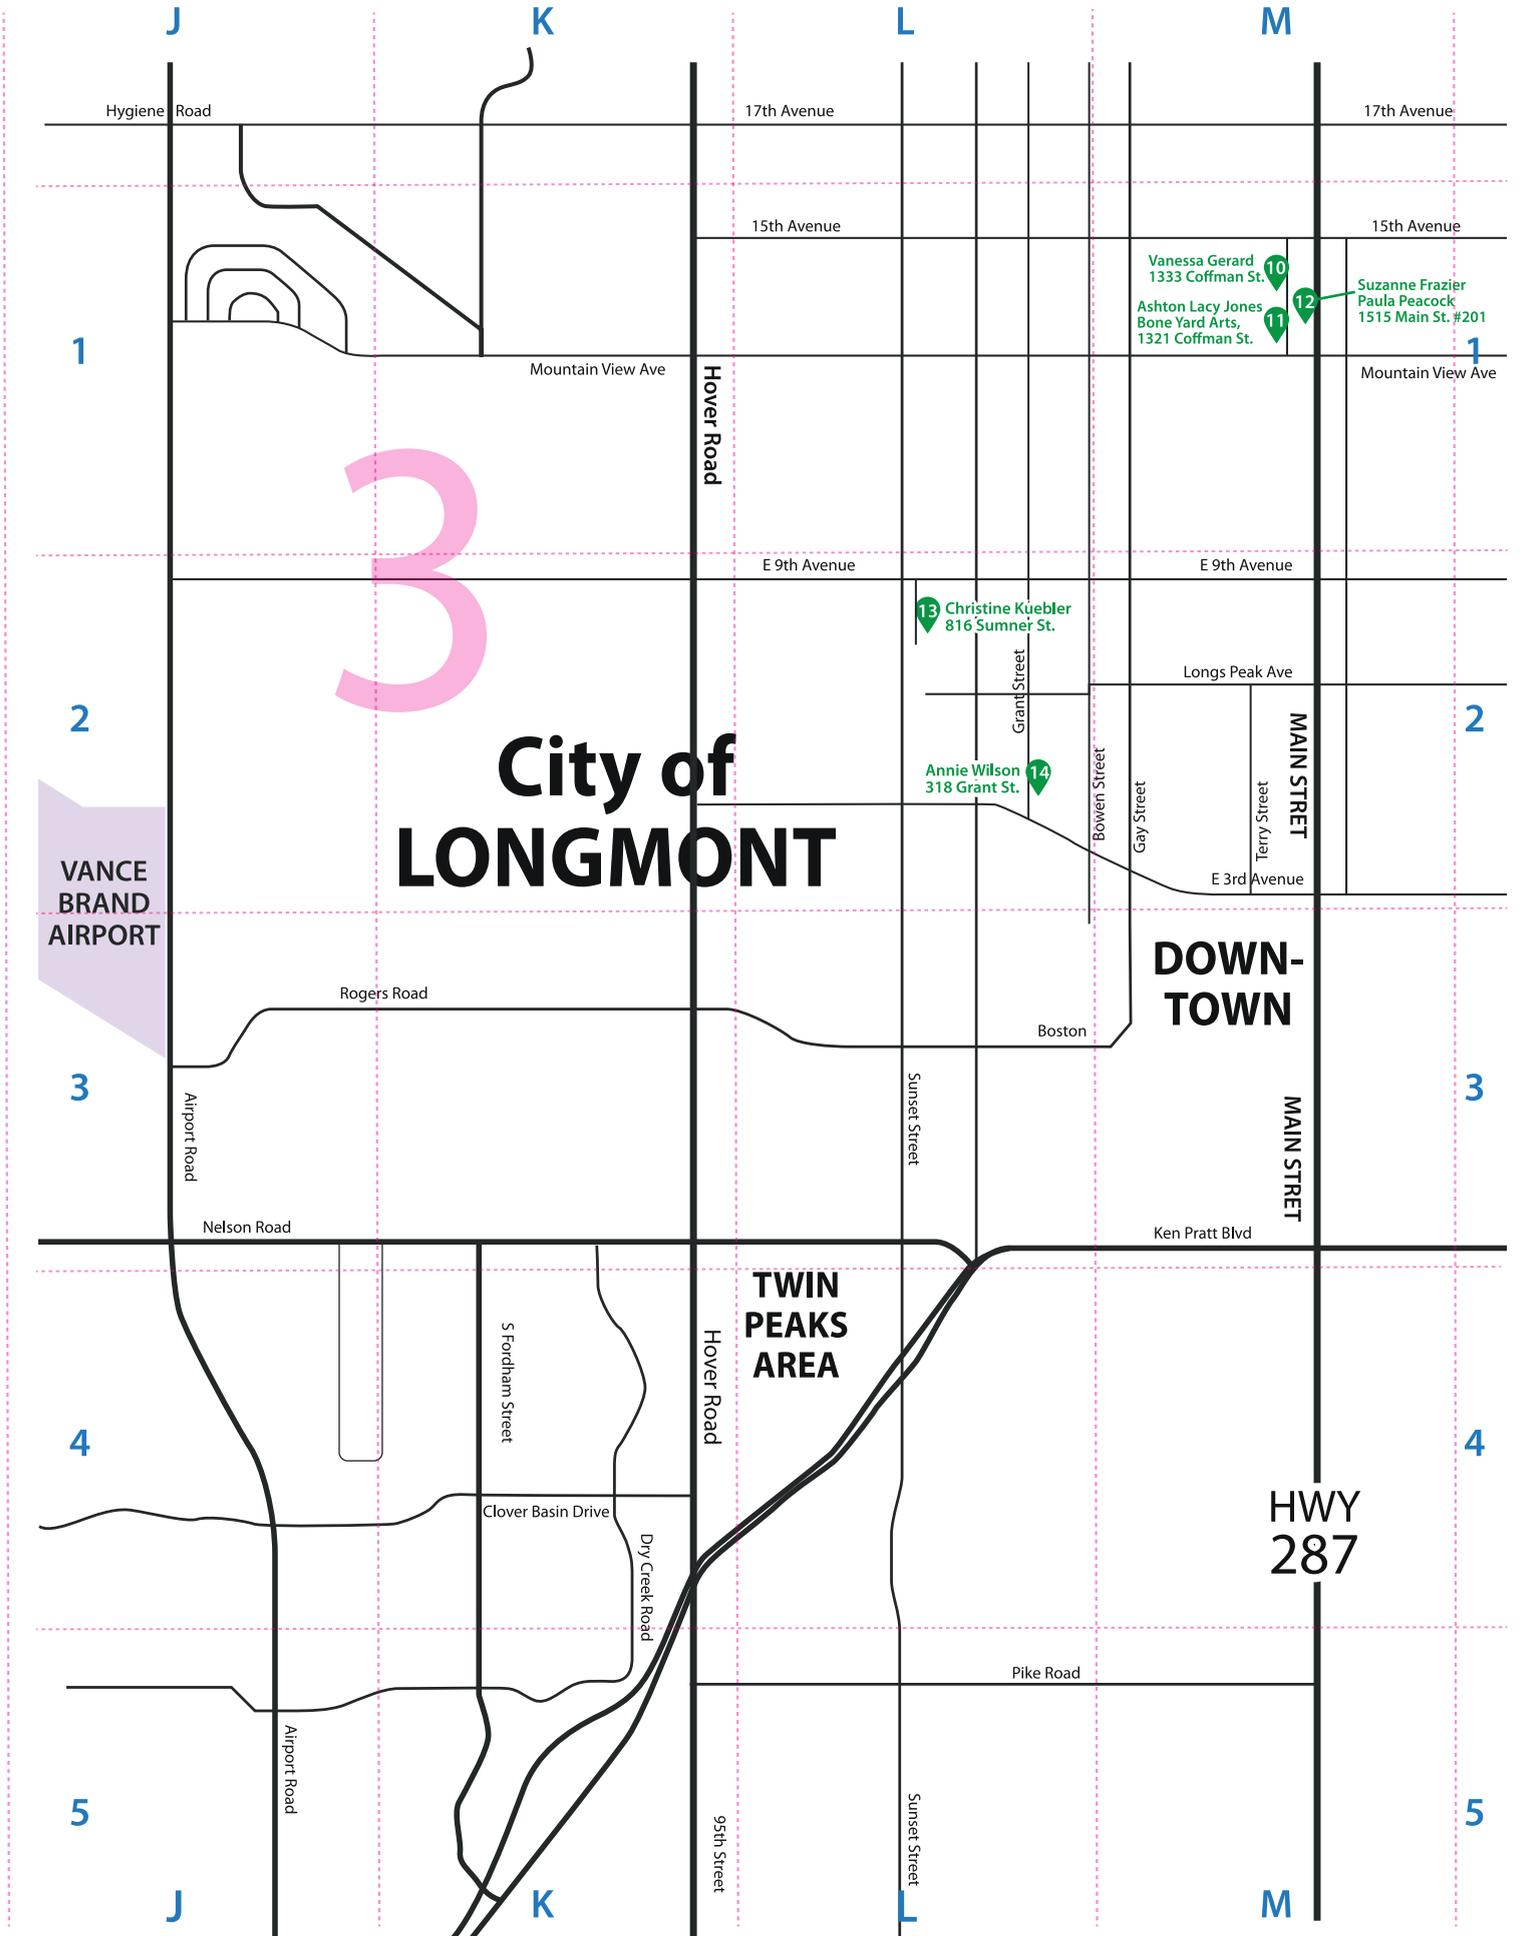 J
K
L
M
Hygiene Road
17th Avenue
17th Avenue
15th Avenue
15th Avenue
Vanessa Gerard
1333 Coffman St.
10
Suzanne Frazier
Paula Peacock
1515 Main St. #201
12
Ashton Lacy Jones
Bone Yard Arts,
1321 Coffman St.
11
1
1
Mountain View Ave
Mountain View Ave
Hover Road
3
E 9th Avenue
E 9th Avenue
13
Christine Kuebler
816 Sumner St.
Grant Street
Longs Peak Ave
2
2
City of
LONGMONT
Annie Wilson
318 Grant St.
14
Bowen Street
Gay Street
Terry Street
MAIN STREET
E 3rd Avenue
VANCE
BRAND
AIRPORT
DOWN-
TOWN
Rogers Road
Boston
3
3
Airport Road
Sunset Street
MAIN STRET
Nelson Road
Ken Pratt Blvd
TWIN
PEAKS
AREA
S Fordham Street
Hover Road
4
4
Clover Basin Drive
HWY
287
Dry Creek Road
Pike Road
Airport Road
5
5
95th Street
Sunset Street
J
K
L
M